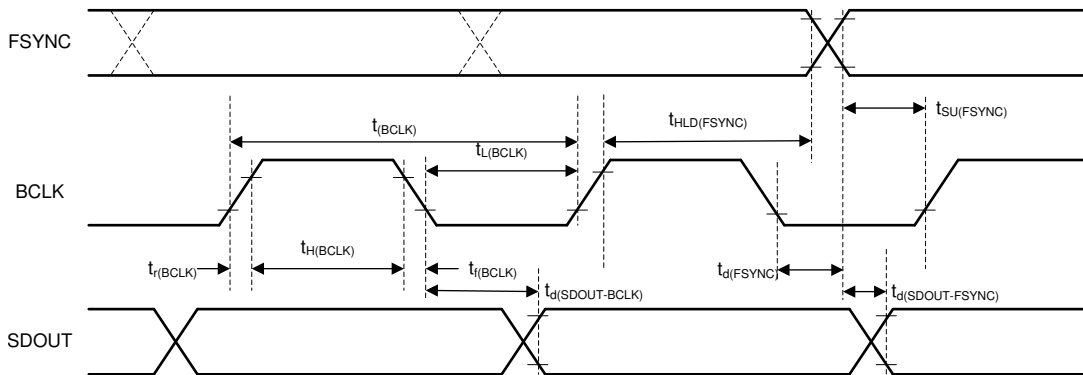 FSYNC
t(BCLK)
tHLD(FSYNC)
tSU(FSYNC)
tL(BCLK)
BCLK
tr(BCLK)
tH(BCLK)
tf(BCLK)
td(FSYNC)
td(SDOUT-BCLK)
td(SDOUT-FSYNC)
SDOUT